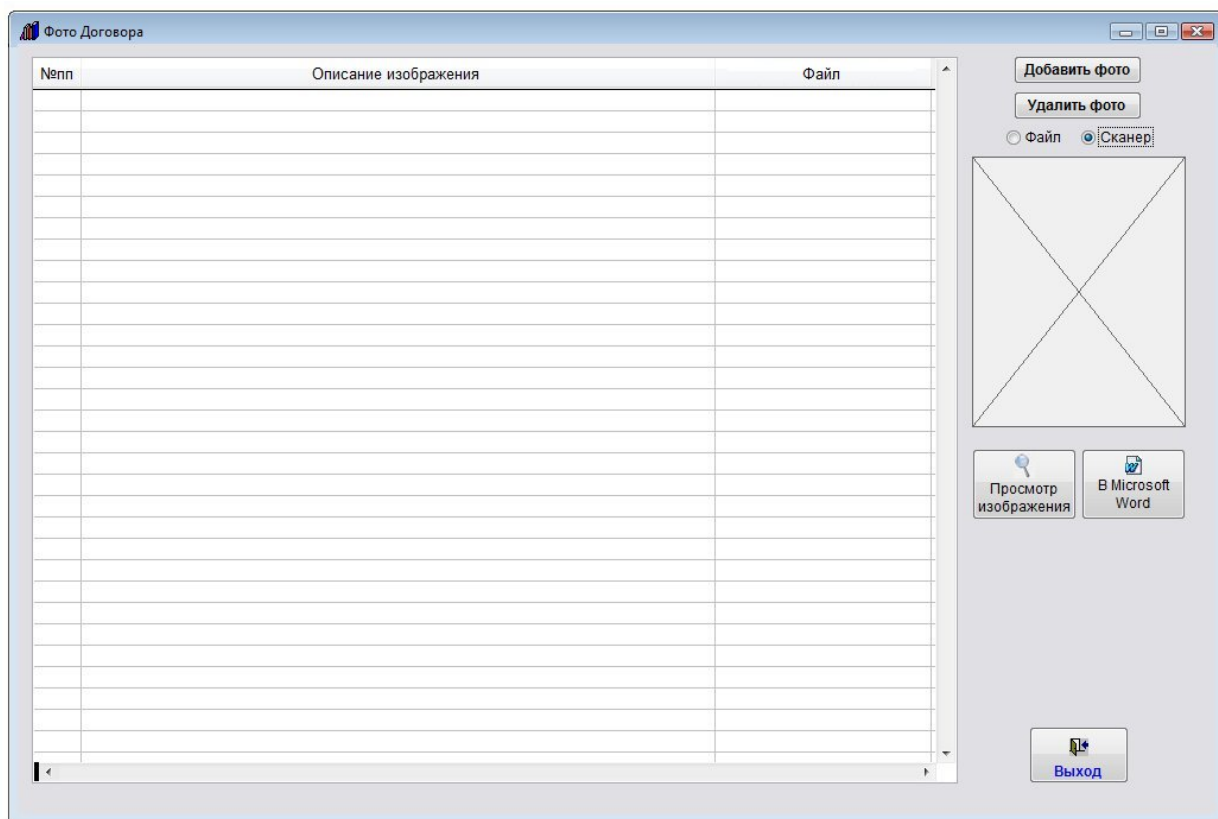 Фото Договора
№пп Описание изображения Файл
Добавить фото
Удалить фото
Файл Сканер
Просмотр
изображения
В Microsoft
Word
Выход